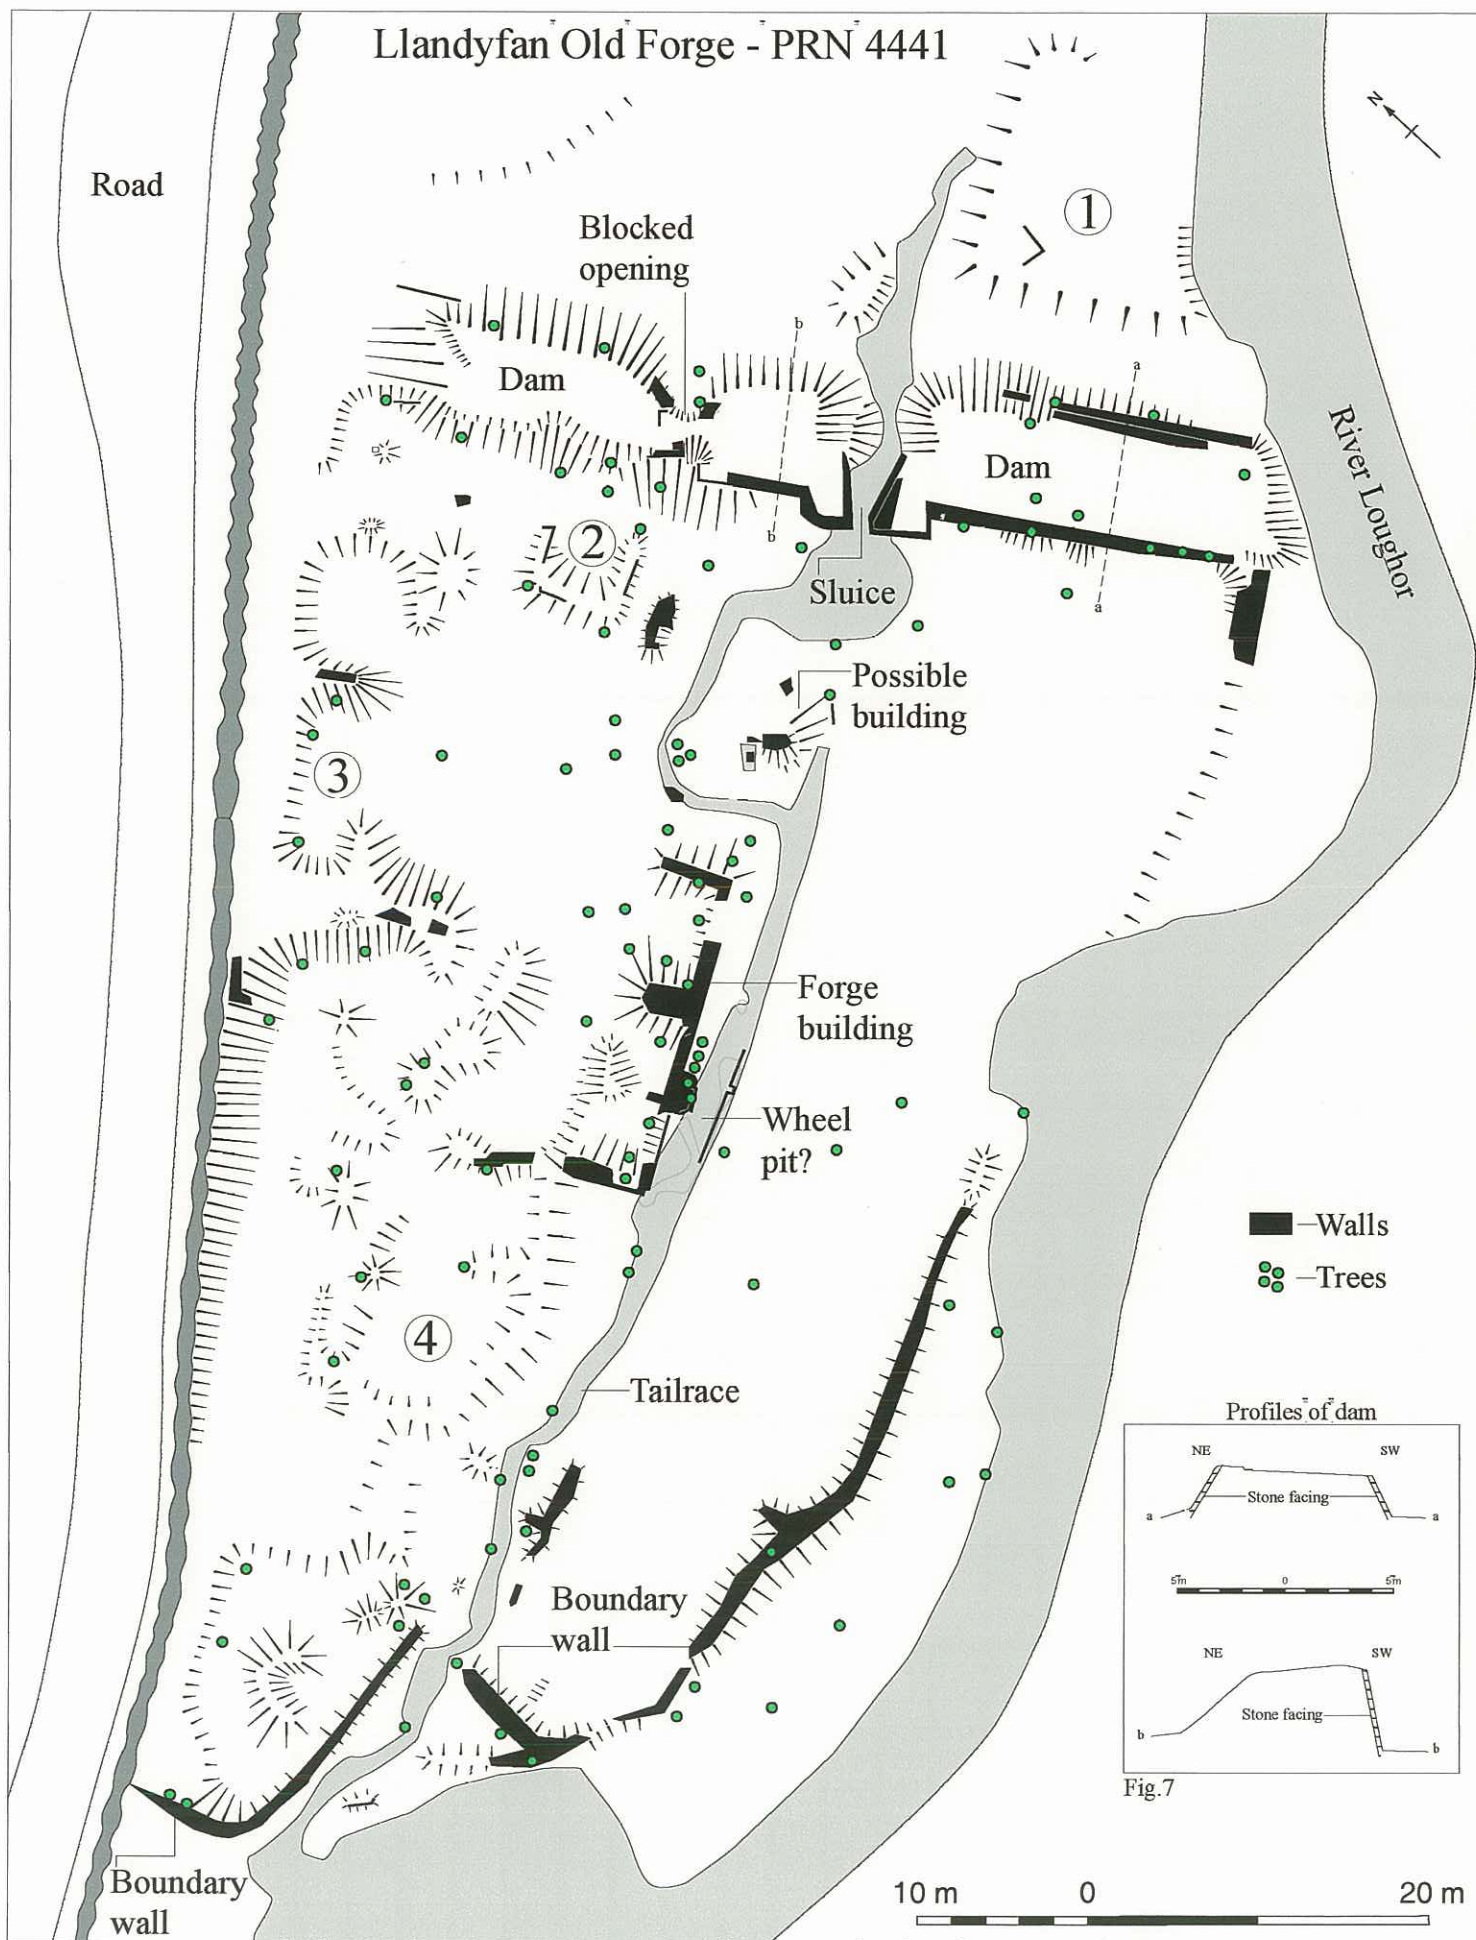 Llandyfan Old Forge - PRN 4441
N
Road
1
Blocked
opening
b
a
Dam
River Loughor
Dam
b
2
Sluice
a
Possible
building
3
Forge
building
Wheel
pit?
Walls
Trees
4
Tailrace
Profiles of dam
NE
SW
Stone facing
a
a
5m
0
5m
Boundary
wall
NE
SW
Stone facing
b
b
Fig.7
Boundary
wall
10 m
0
20 m